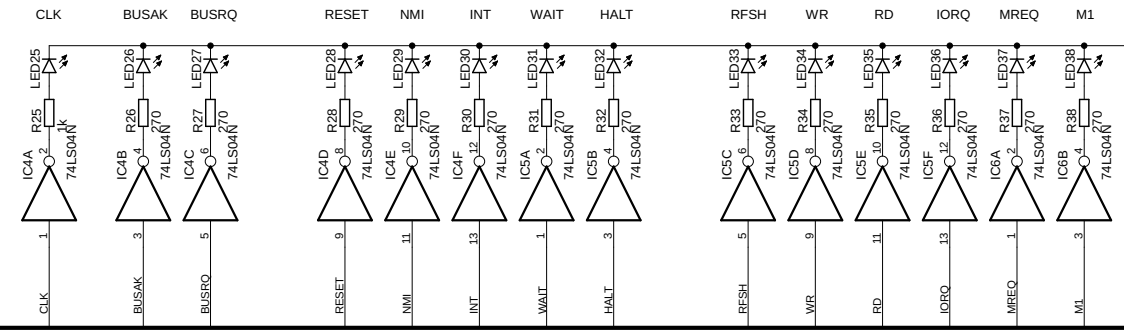 CLK BUSAK BUSRQ RESET NMI INT WAIT HALT RFSH WR RD IORQ MREQ M1
LED25 LED26 LED27 LED28 LED29 LED30 LED31 LED32 LED33 LED34 LED35 LED36 LED37 LED38
R25 R26 R27 R28 R29 R30 R31 R32 R33 R34 R35 R36 R37 R38
1k 270 270 270 270 270 270 270 270 270 270 270 270 270
IC4A IC4B IC4C IC4D IC4E IC4F IC5A IC5B IC5C IC5D IC5E IC5F IC6A IC6B
2 4 6 8 10 12 2 4 6 8 10 12 2 4
74LS04N 74LS04N 74LS04N 74LS04N 74LS04N 74LS04N 74LS04N 74LS04N 74LS04N 74LS04N 74LS04N 74LS04N 74LS04N 74LS04N
1 3 5 9 11 13 1 3 5 9 11 13 1 3
CLK BUSAK BUSRQ RESET NMI INT WAIT HALT RFSH WR RD IORQ MREQ M1